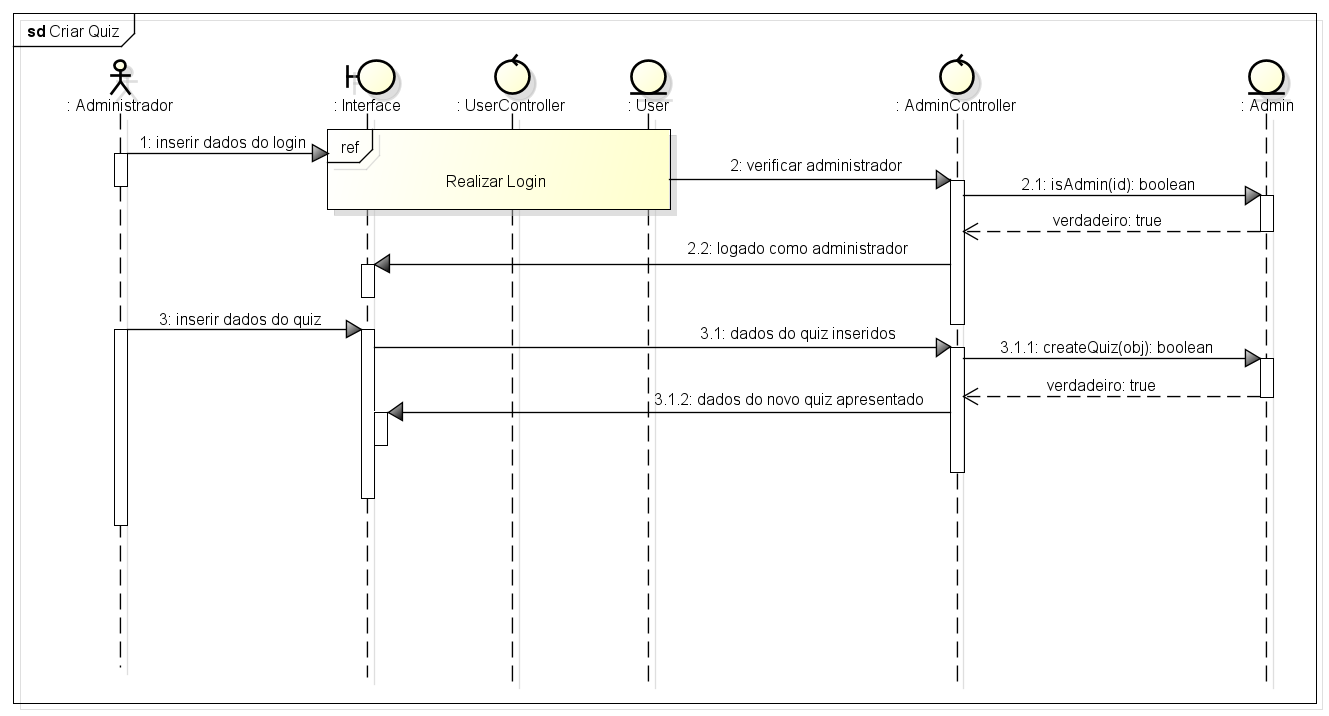 sd Criar Quiz
: Administrador
: Interface
: UserController
: User
: AdminController
: Admin
1: inserir dados do login
ref
Realizar Login
2: verificar administrador
2.1: isAdmin(id): boolean
verdadeiro: true
2.2: logado como administrador
3: inserir dados do quiz
3.1: dados do quiz inseridos
3.1.1: createQuiz(obj): boolean
verdadeiro: true
3.1.2: dados do novo quiz apresentado